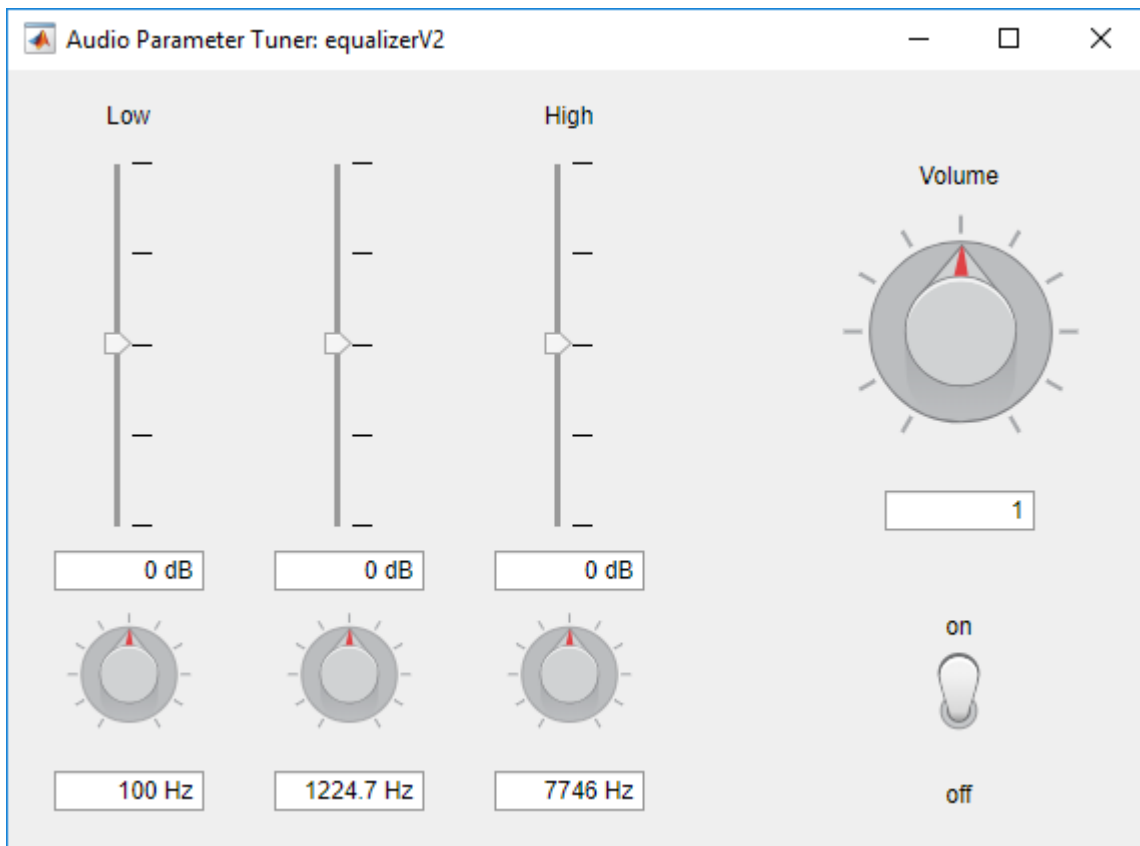 Audio Parameter Tuner: equalizerV2
Low High
Volume
1
0 dB 0 dB 0 dB
on
100 Hz 1224.7 Hz 7746 Hz
off